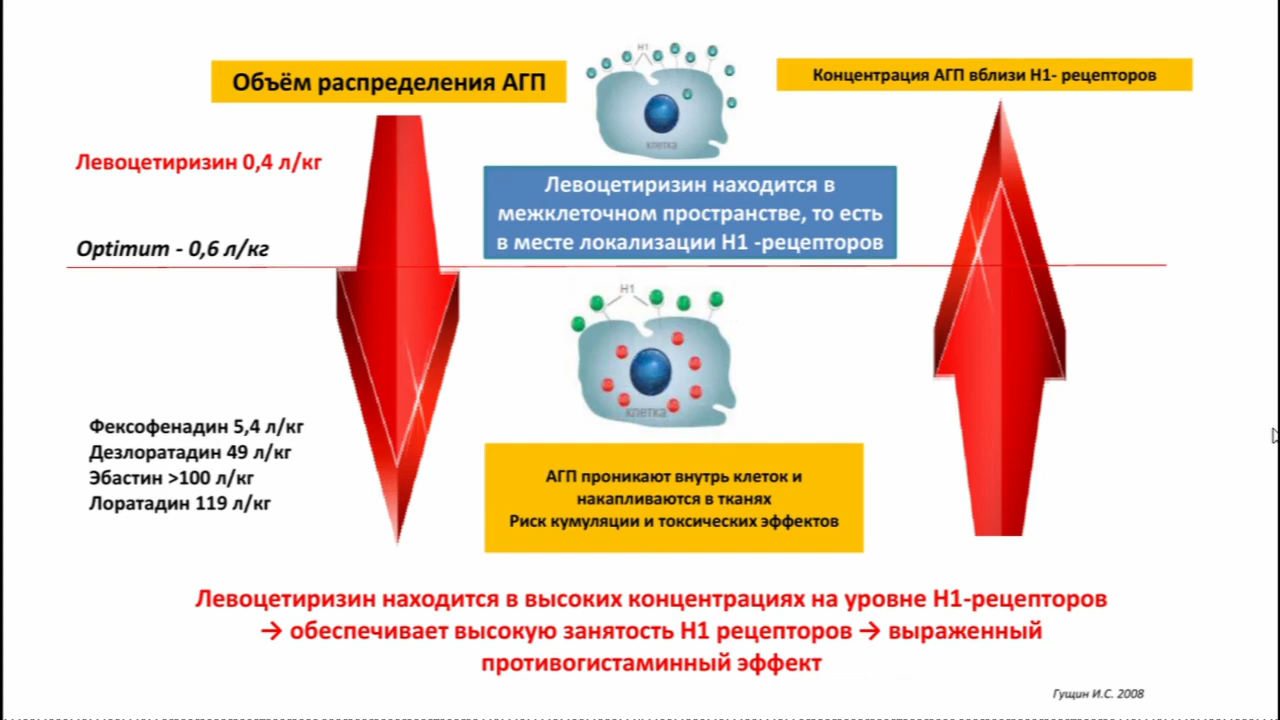 Объём распределения АГП
Концентрация АГП вблизи Н1- рецепторов
H1
клетка
Левоцетиризин 0,4 л/кг
Левоцетиризин находится в
межклеточном пространстве, то есть
в месте локализации Н1 -рецепторов
Optimum - 0,6 л/кг
H1
клетка
Фексофенадин 5,4 л/кг
Дезлоратадин 49 л/кг
Эбастин >100 л/кг
Лоратадин 119 л/кг
АГП проникают внутрь клеток и
накапливаются в тканях
Риск кумуляции и токсических эффектов
Левоцетиризин находится в высоких концентрациях на уровне Н1-рецепторов
→ обеспечивает высокую занятость Н1 рецепторов → выраженный
противогистаминный эффект
Гущин И.С. 2008